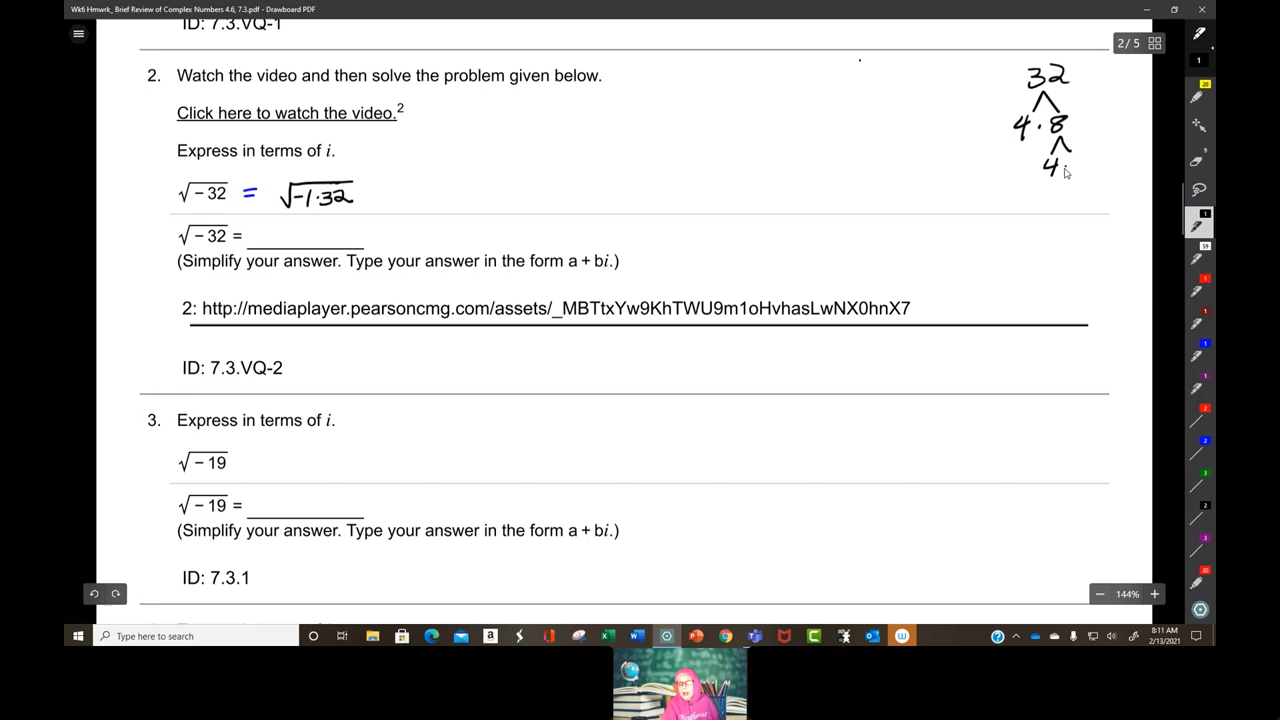 Wk6 Hmwrk_ Brief Review of Complex Numbers 4.6, 7.3.pdf - Drawboard PDF
ID: 7.3.VQ-1
2 / 5
2. Watch the video and then solve the problem given below.
Click here to watch the video.2
Express in terms of i.
√−32 = √-1·32
32
4·8
4·
√−32 =
(Simplify your answer. Type your answer in the form a + bi.)
2: http://mediaplayer.pearsoncmg.com/assets/_MBTtxYw9KhTWU9m1oHvhasLwNX0hnX7
ID: 7.3.VQ-2
3. Express in terms of i.
√−19
√−19 =
(Simplify your answer. Type your answer in the form a + bi.)
ID: 7.3.1
144%
Type here to search
8:11 AM
2/13/2021